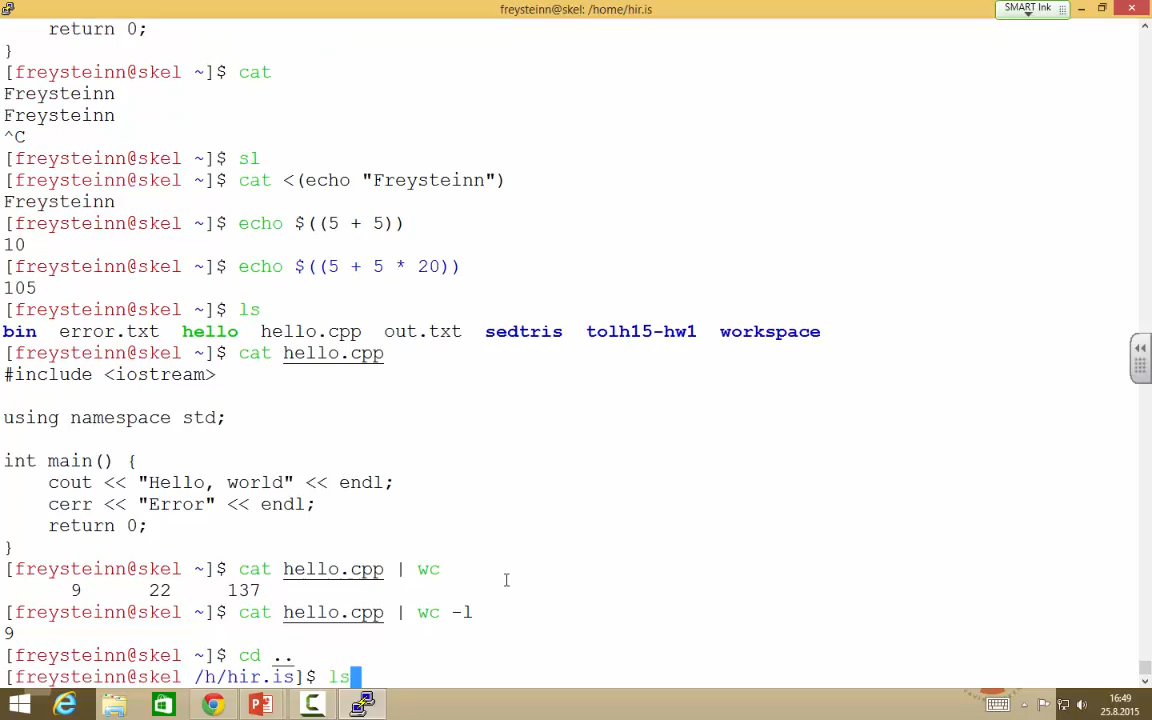 freysteinn@skel: /home/hir.is
SMART Ink
return 0;
}
[freysteinn@skel ~]$ cat
Freysteinn
Freysteinn
^C
[freysteinn@skel ~]$ sl
[freysteinn@skel ~]$ cat <(echo "Freysteinn")
Freysteinn
[freysteinn@skel ~]$ echo $((5 + 5))
10
[freysteinn@skel ~]$ echo $((5 + 5 * 20))
105
[freysteinn@skel ~]$ ls
bin error.txt hello hello.cpp out.txt sedtris tolh15-hw1 workspace
[freysteinn@skel ~]$ cat hello.cpp
#include <iostream>
using namespace std;
int main() {
cout << "Hello, world" << endl;
cerr << "Error" << endl;
return 0;
}
[freysteinn@skel ~]$ cat hello.cpp | wc
9 22 137
[freysteinn@skel ~]$ cat hello.cpp | wc -l
9
[freysteinn@skel ~]$ cd ..
[freysteinn@skel /h/hir.is]$ ls
16:49
25.8.2015